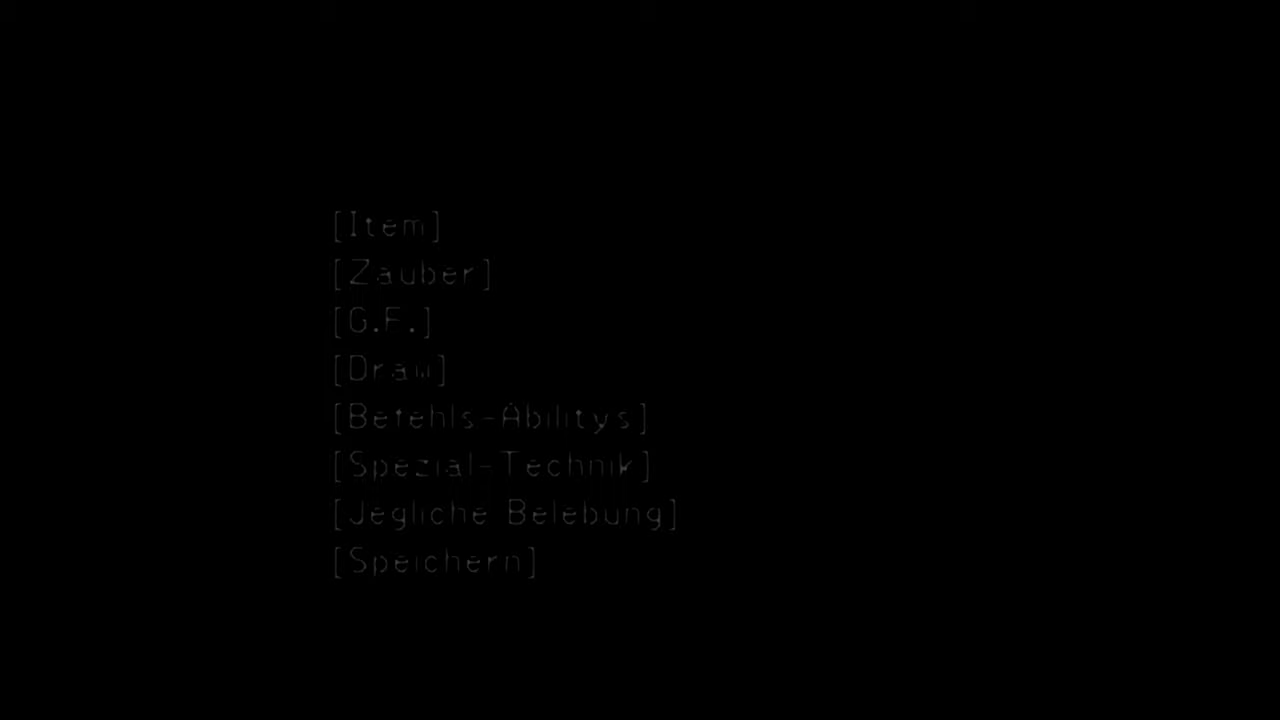 [Item]
[Zauber]
[G.F.]
[Draw]
[Befehls-Abilitys]
[Spezial-Technik]
[Jegliche Belebung]
[Speichern]